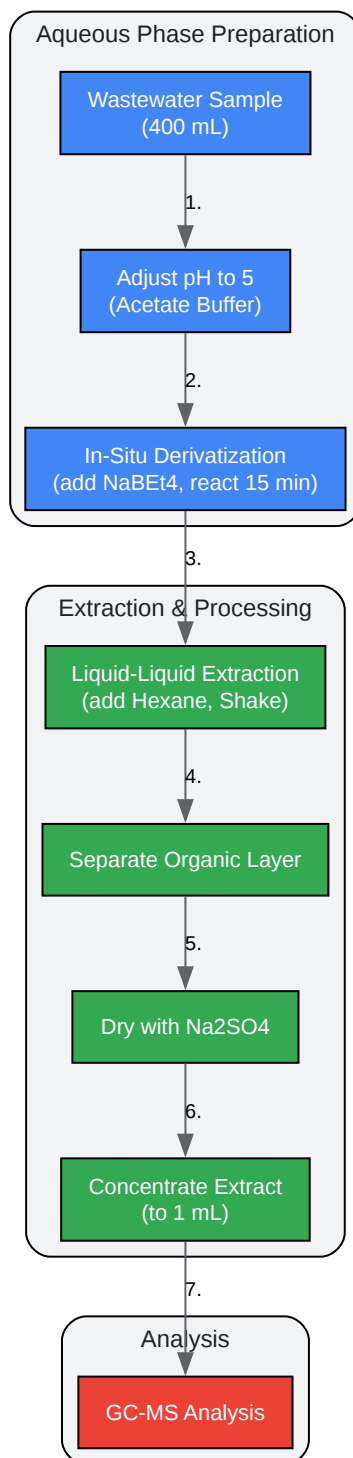 Aqueous Phase Preparation
Wastewater Sample
(400 mL)
1.
Adjust pH to 5
(Acetate Buffer)
2.
In-Situ Derivatization
(add NaBEt4, react 15 min)
3.
Extraction & Processing
Liquid-Liquid Extraction
(add Hexane, Shake)
4.
Separate Organic Layer
5.
Dry with Na2SO4
6.
Concentrate Extract
(to 1 mL)
7.
Analysis
GC-MS Analysis